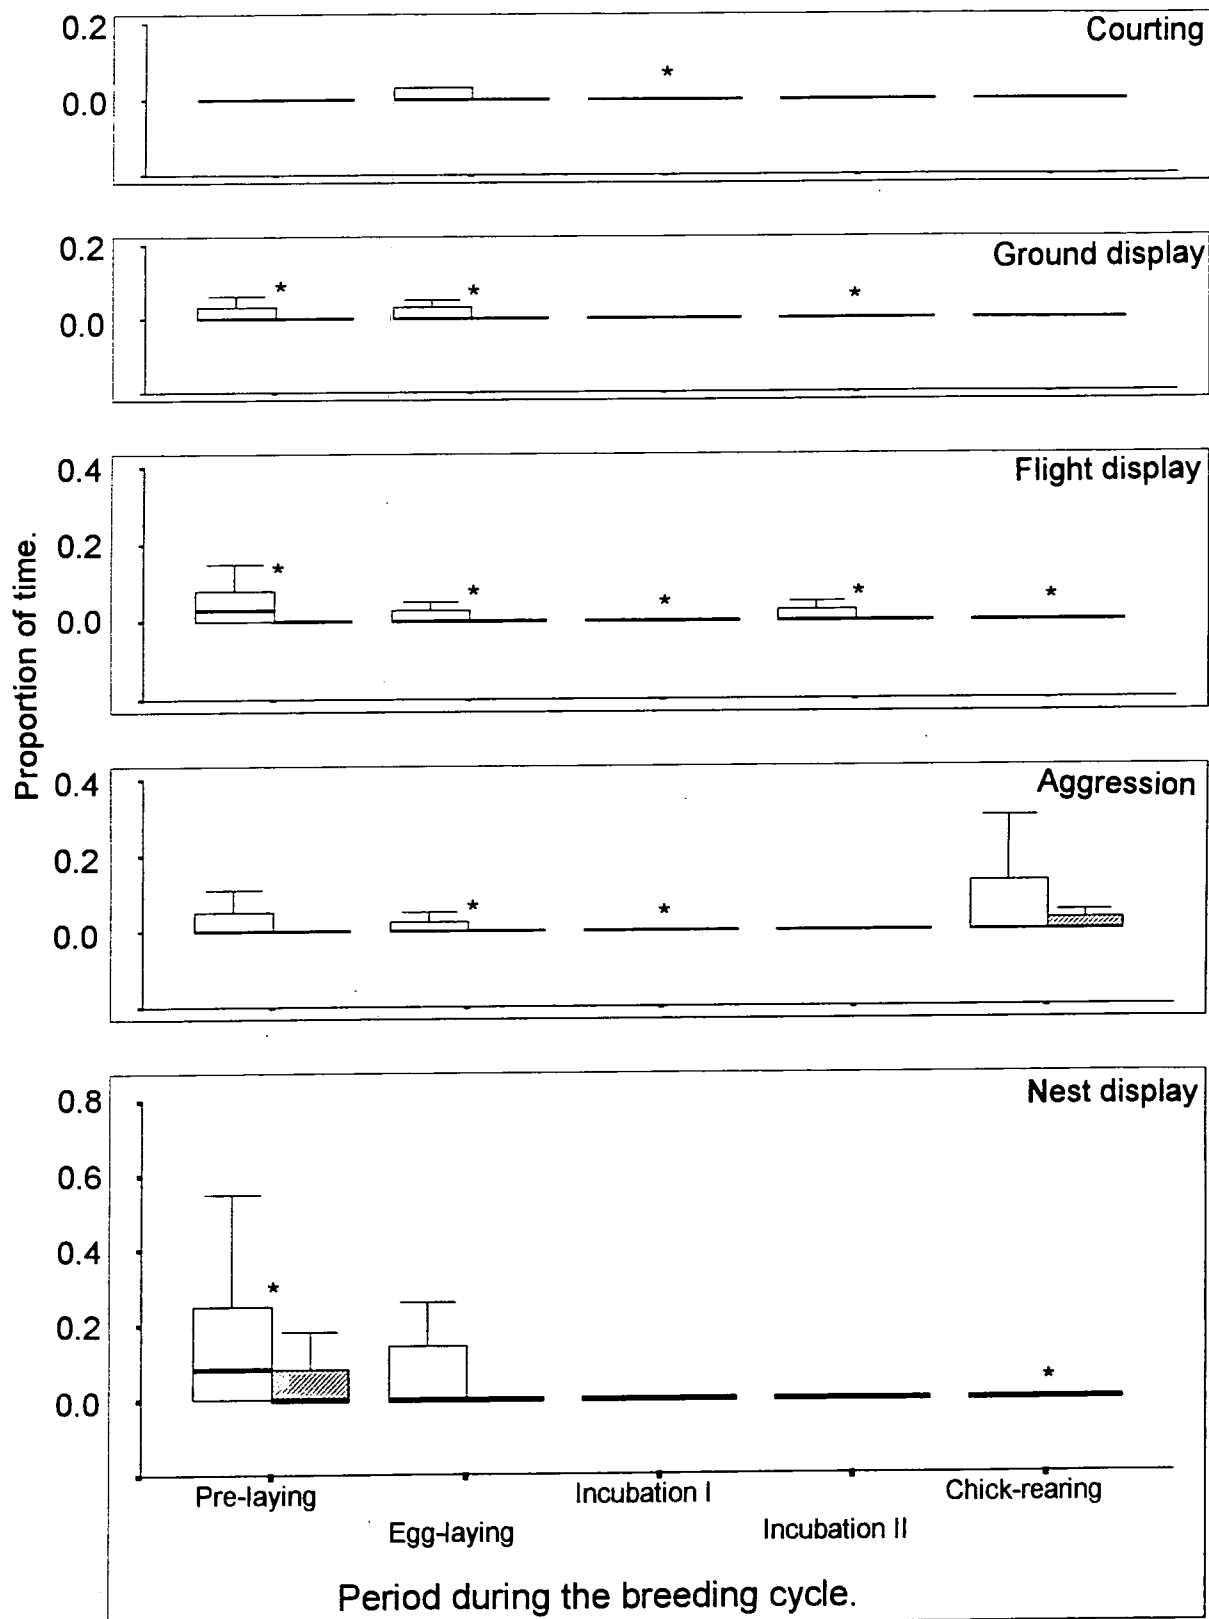 Courting
0.2
*
0.0
Ground display
0.2
* * *
0.0
Flight display
0.4
0.2
* * * * *
0.0
Proportion of time.
Aggression
0.4
0.2
* *
0.0
Nest display
0.8
0.6
0.4
*
0.2
*
0.0
Pre-laying Incubation I Chick-rearing
Egg-laying Incubation II
Period during the breeding cycle.